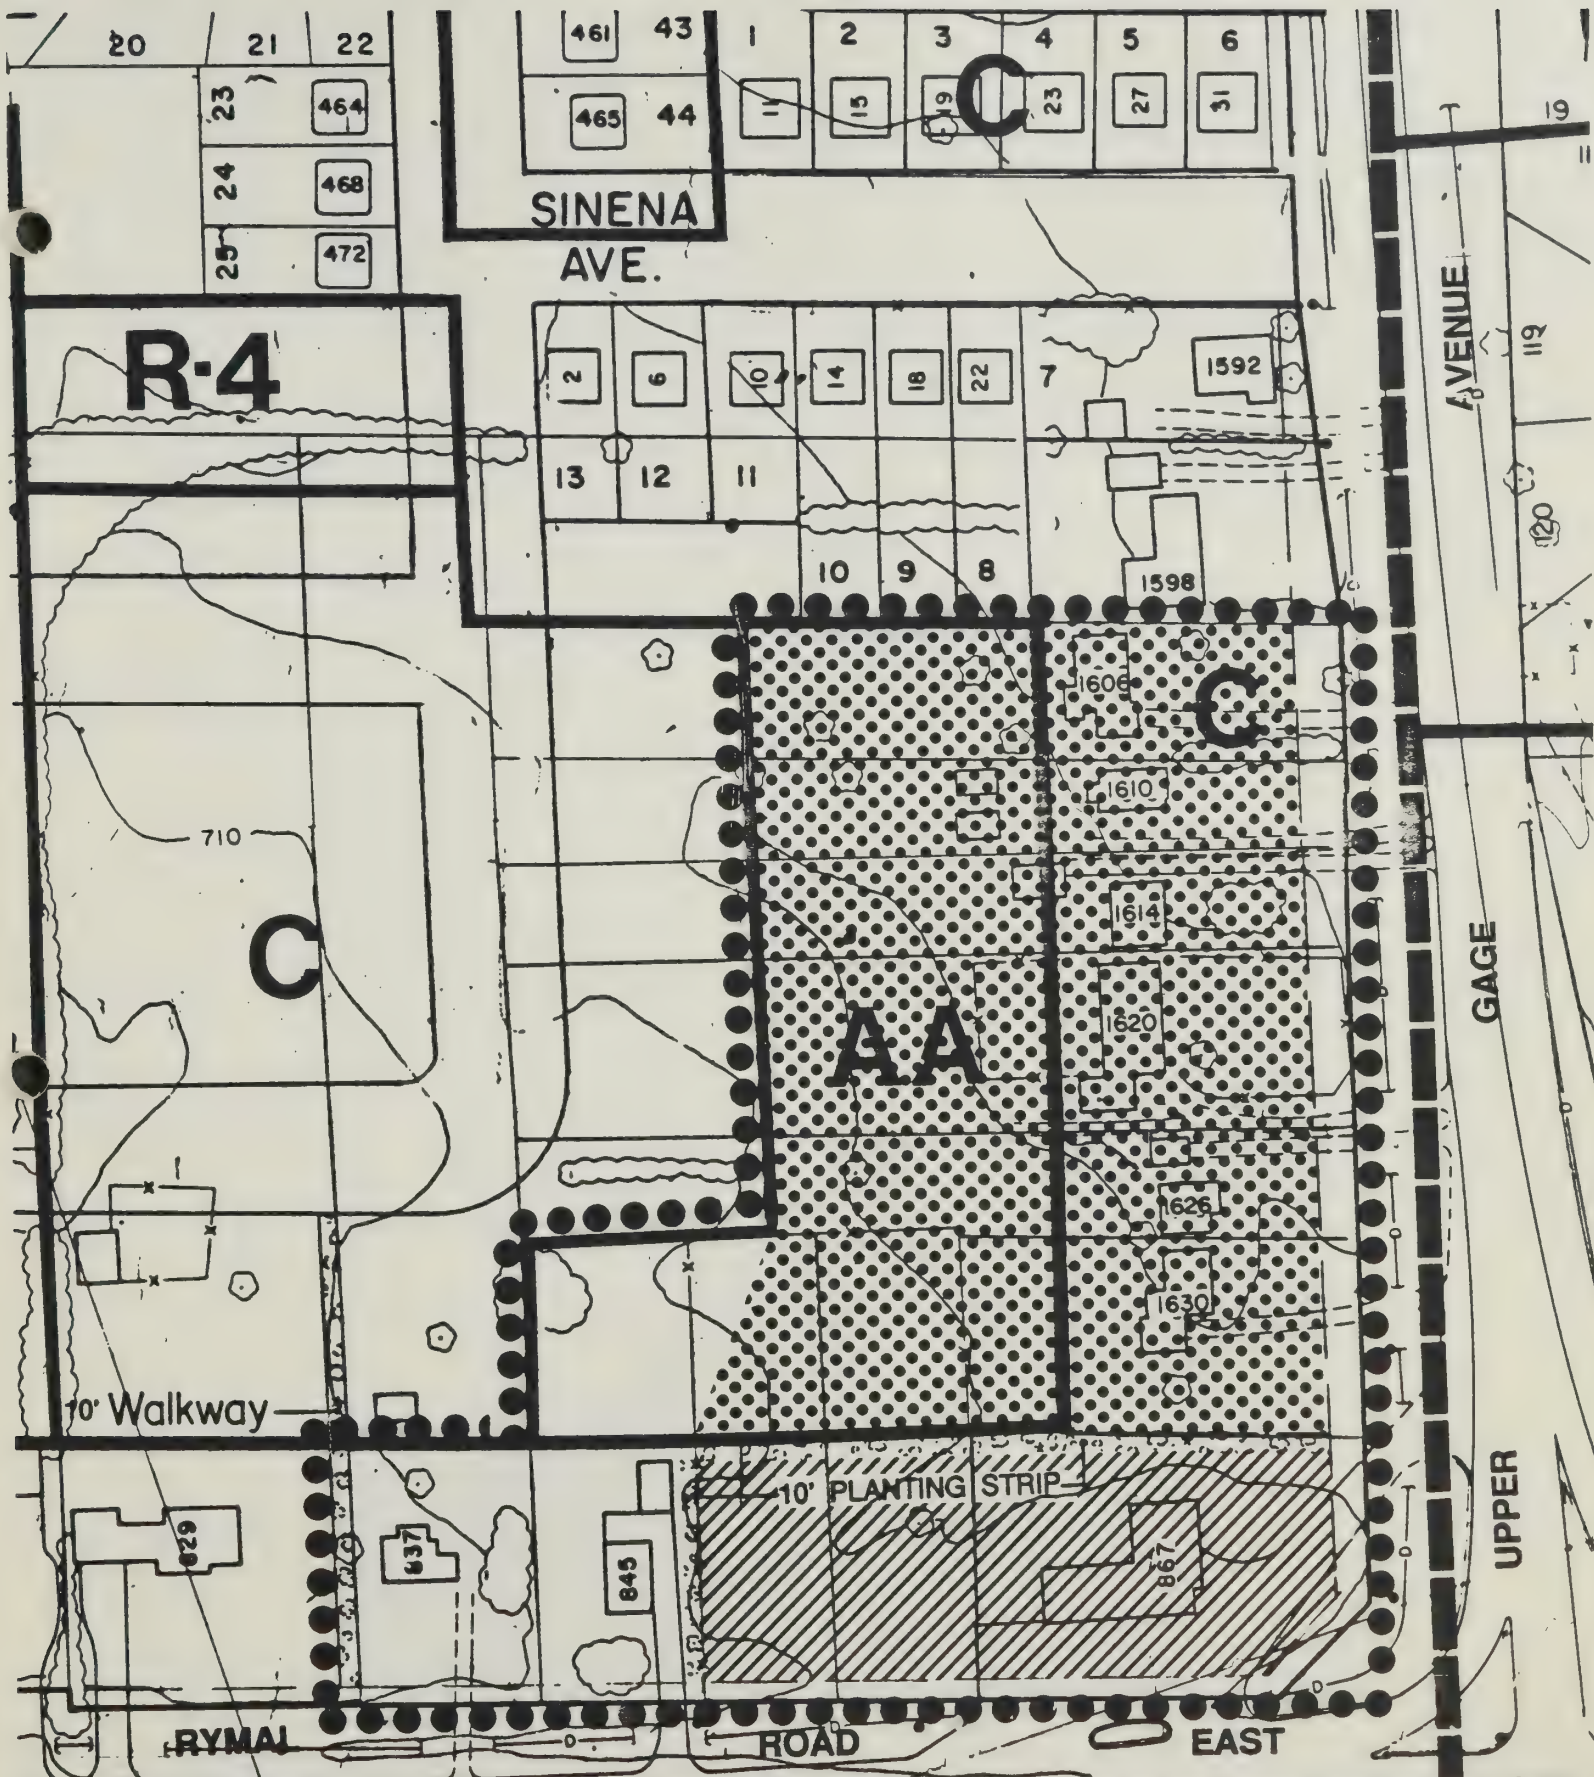 20 21 22 461 43 1 2 3 4 5 6
23 464 465 44 11 15 19 C 23 27 31
19
11
24 468
SINENA
25 472
AVE.
R-4
2 6 10 14 18 22 7 1592
AVENUE
119
13 12 11
120
10 9 8 1598
1606 C
1610
710
1614
C
GAGE
AA
1620
1626
1630
10' Walkway
10' PLANTING STRIP
UPPER
829 837 845 867
RYMAL ROAD EAST